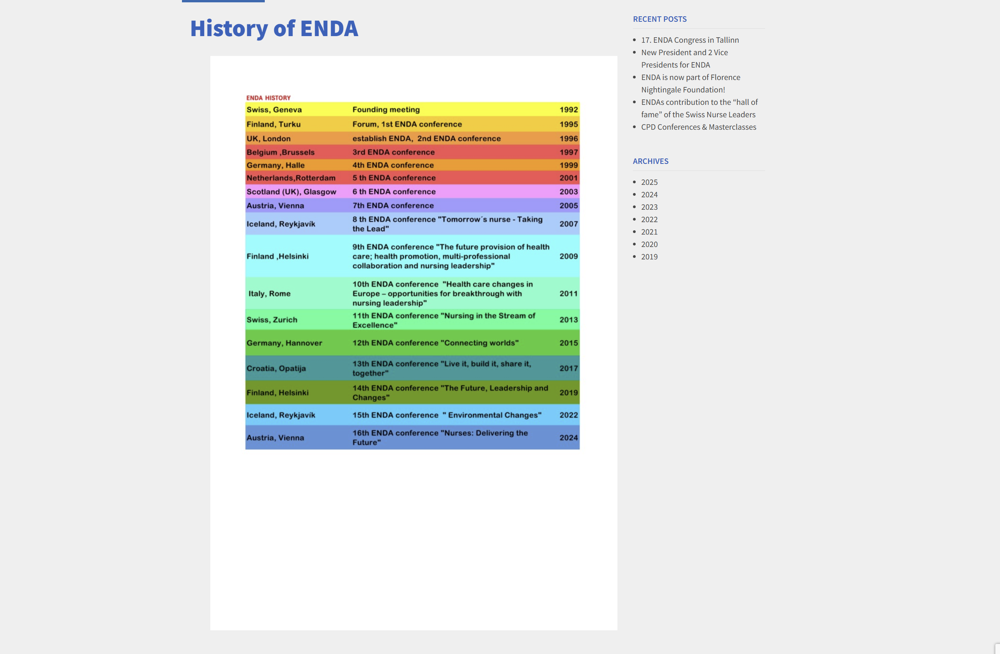 History of ENDA
ENDA HISTORY
Swiss, Geneva Founding meeting 1992
Finland, Turku Forum, 1st ENDA conference 1995
UK, London establish ENDA, 2nd ENDA conference 1996
Belgium ,Brussels 3rd ENDA conference 1997
Germany, Halle 4th ENDA conference 1999
Netherlands,Rotterdam 5 th ENDA conference 2001
Scotland (UK), Glasgow 6 th ENDA conference 2003
Austria, Vienna 7th ENDA conference 2005
Iceland, Reykjavík 8 th ENDA conference "Tomorrow´s nurse - Taking
the Lead" 2007
Finland ,Helsinki 9th ENDA conference "The future provision of health
care; health promotion, multi-professional
collaboration and nursing leadership" 2009
Italy, Rome 10th ENDA conference "Health care changes in
Europe – opportunities for breakthrough with
nursing leadership" 2011
Swiss, Zurich 11th ENDA conference "Nursing in the Stream of
Excellence" 2013
Germany, Hannover 12th ENDA conference "Connecting worlds" 2015
Croatia, Opatija 13th ENDA conference "Live it, build it, share it,
together" 2017
Finland, Helsinki 14th ENDA conference "The Future, Leadership and
Changes" 2019
Iceland, Reykjavík 15th ENDA conference " Environmental Changes" 2022
Austria, Vienna 16th ENDA conference "Nurses: Delivering the
Future" 2024
RECENT POSTS
17. ENDA Congress in Tallinn
New President and 2 Vice
Presidents for ENDA
ENDA is now part of Florence
Nightingale Foundation!
ENDAs contribution to the “hall of
fame” of the Swiss Nurse Leaders
CPD Conferences & Masterclasses
ARCHIVES
2025
2024
2023
2022
2021
2020
2019